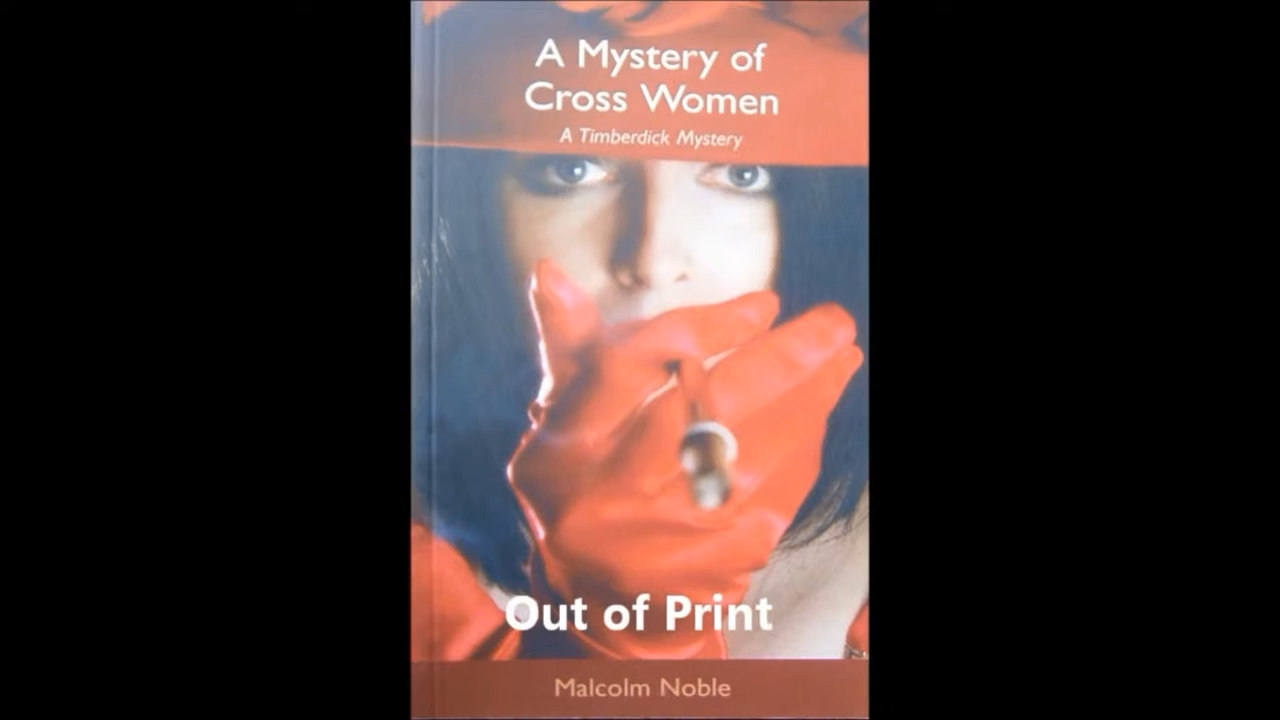 A Mystery of
Cross Women
A Timberdick Mystery
Out of Print
Malcolm Noble